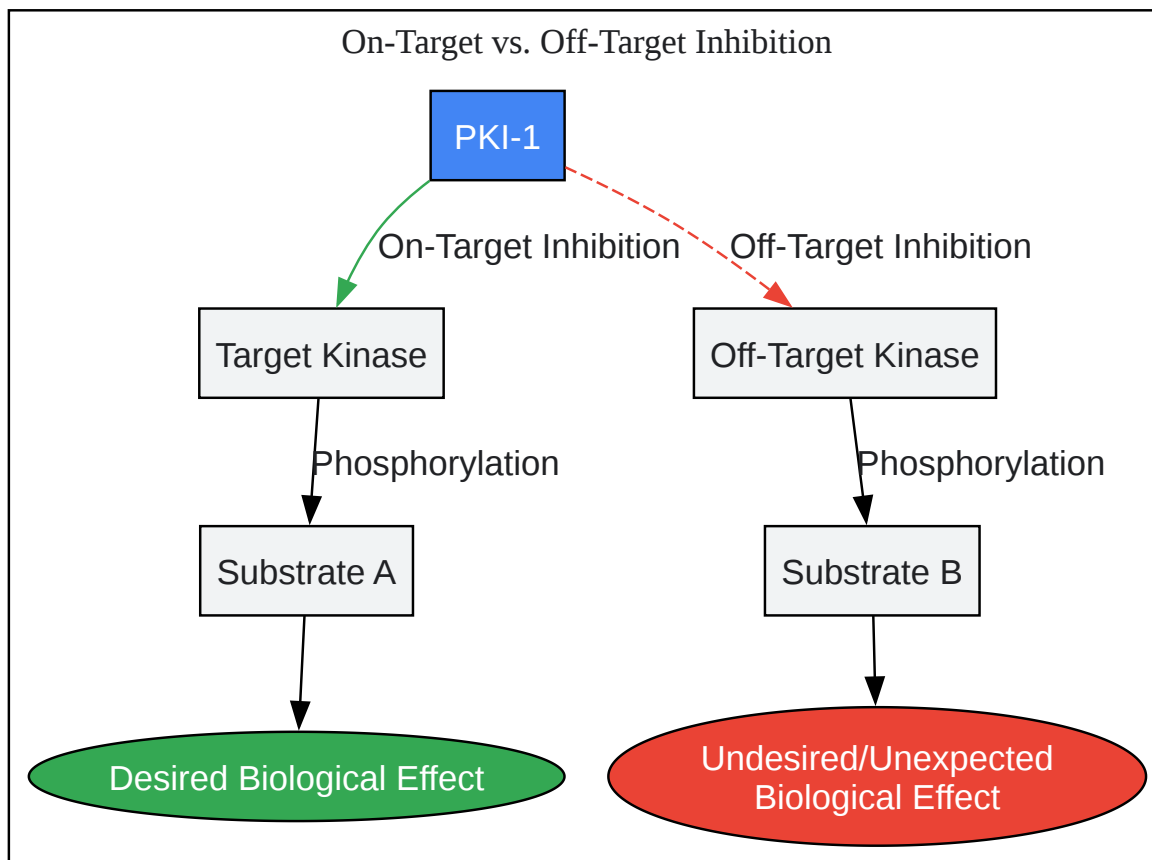 On-Target vs. Off-Target Inhibition
PKI-1
On-Target Inhibition
Off-Target Inhibition
Target Kinase
Off-Target Kinase
Phosphorylation
Phosphorylation
Substrate A
Substrate B
Desired Biological Effect
Undesired/Unexpected
Biological Effect